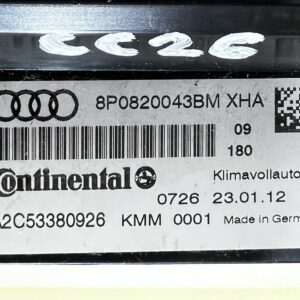 CC26
8P0820043BM XHA
09
180
Continental
Klimavollauto
0726 23.01.12
A2C53380926 KMM 0001 Made in Germ